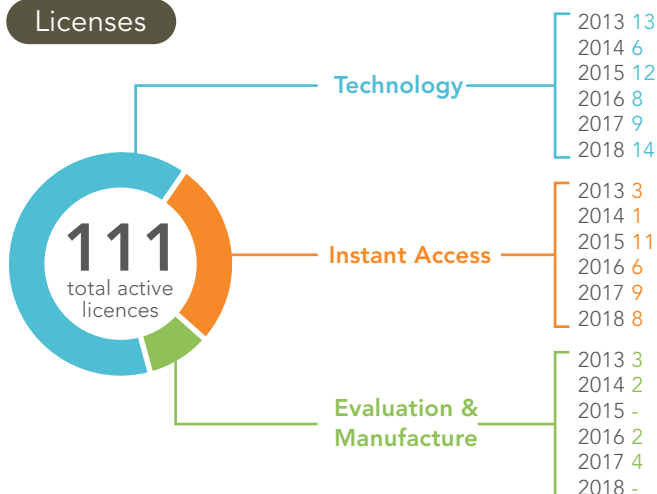 Licenses
111
total active
licences
Technology
2013 13
2014 6
2015 12
2016 8
2017 9
2018 14
Instant Access
2013 3
2014 1
2015 11
2016 6
2017 9
2018 8
Evaluation &
Manufacture
2013 3
2014 2
2015 -
2016 2
2017 4
2018 -